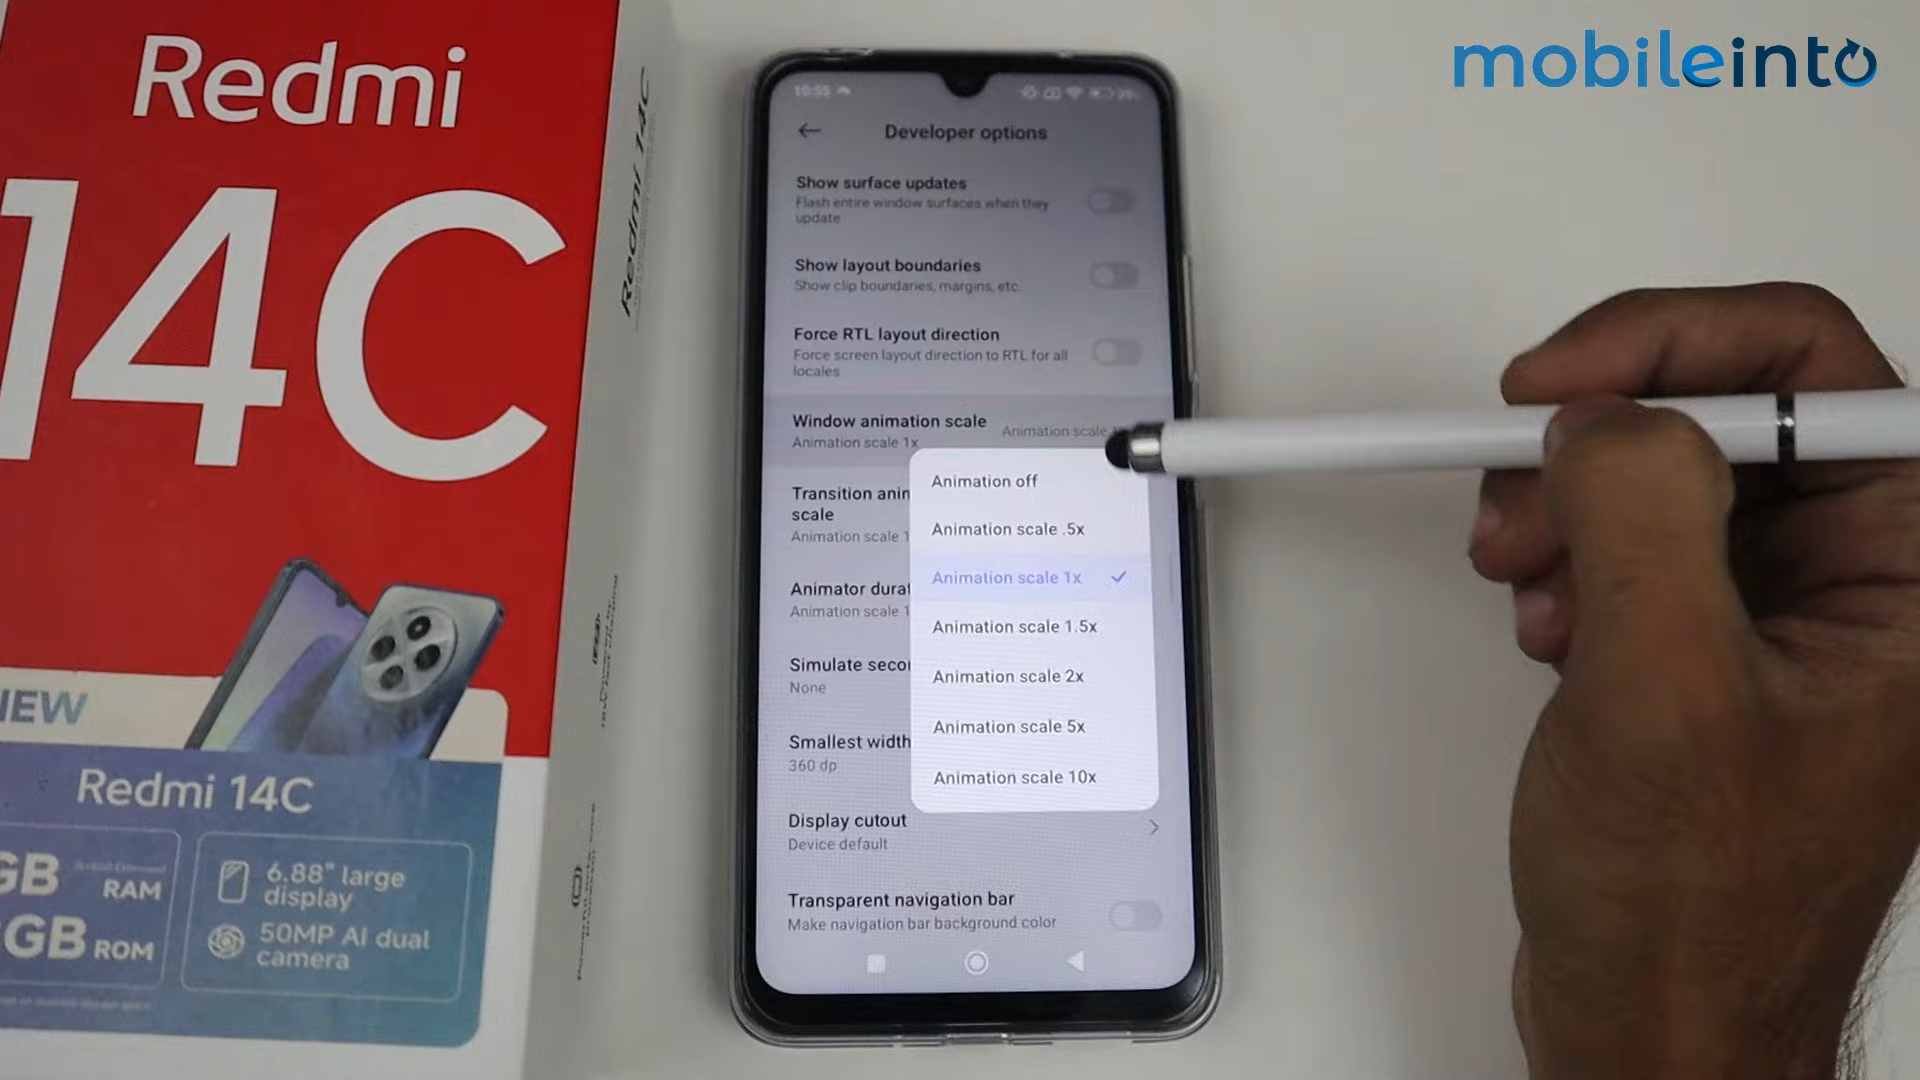 mobileinto
Redmi
14C
Redmi 14C
NEW
Redmi 14C
GB
RAM
GB ROM
6.88" large
display
50MP AI dual
camera
10:55
Developer options
Show surface updates
Flash entire window surfaces when they
update
Show layout boundaries
Show clip boundaries, margins, etc.
Force RTL layout direction
Force screen layout direction to RTL for all
locales
Window animation scale
Animation scale 1x
Animation scale
Transition anim
scale
Animation scale 1
Animator durat
Animation scale 1
Simulate secon
None
Smallest width
360 dp
Animation off
Animation scale .5x
Animation scale 1x
Animation scale 1.5x
Animation scale 2x
Animation scale 5x
Animation scale 10x
Display cutout
Device default
Transparent navigation bar
Make navigation bar background color